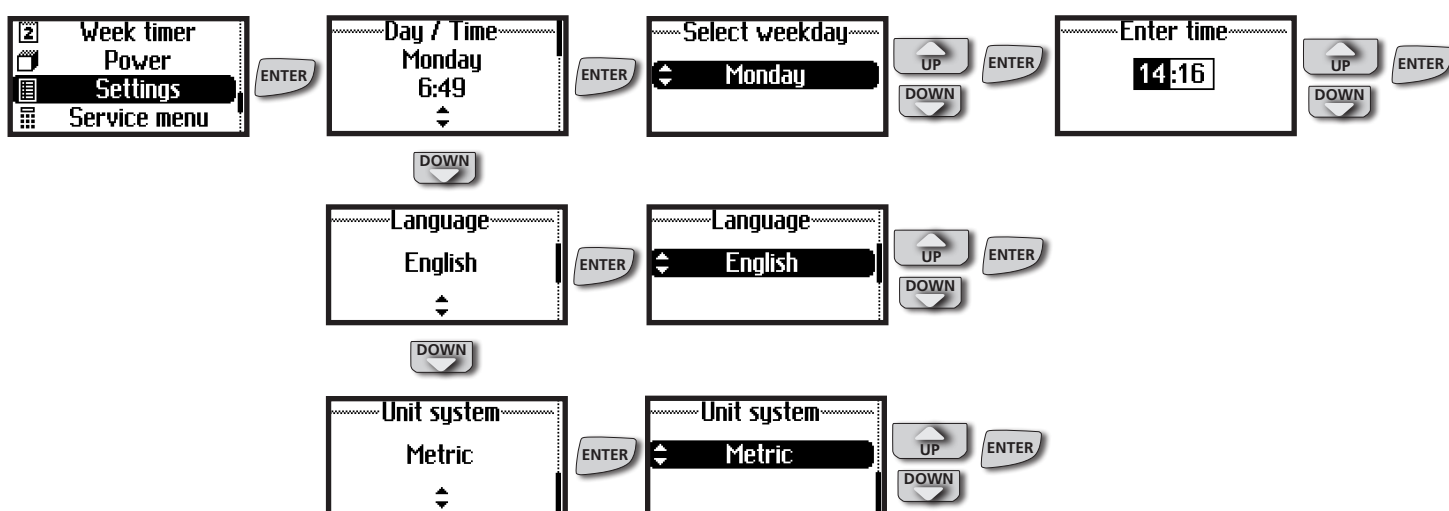 2 Week timer
Power
Settings
Service menu
ENTER
Day / Time
Monday
6:49
ENTER
Select weekday
Monday
UP
DOWN
ENTER
Enter time
14:16
UP
DOWN
ENTER
DOWN
Language
English
ENTER
Language
English
UP
DOWN
ENTER
DOWN
Unit system
Metric
ENTER
Unit system
Metric
UP
DOWN
ENTER